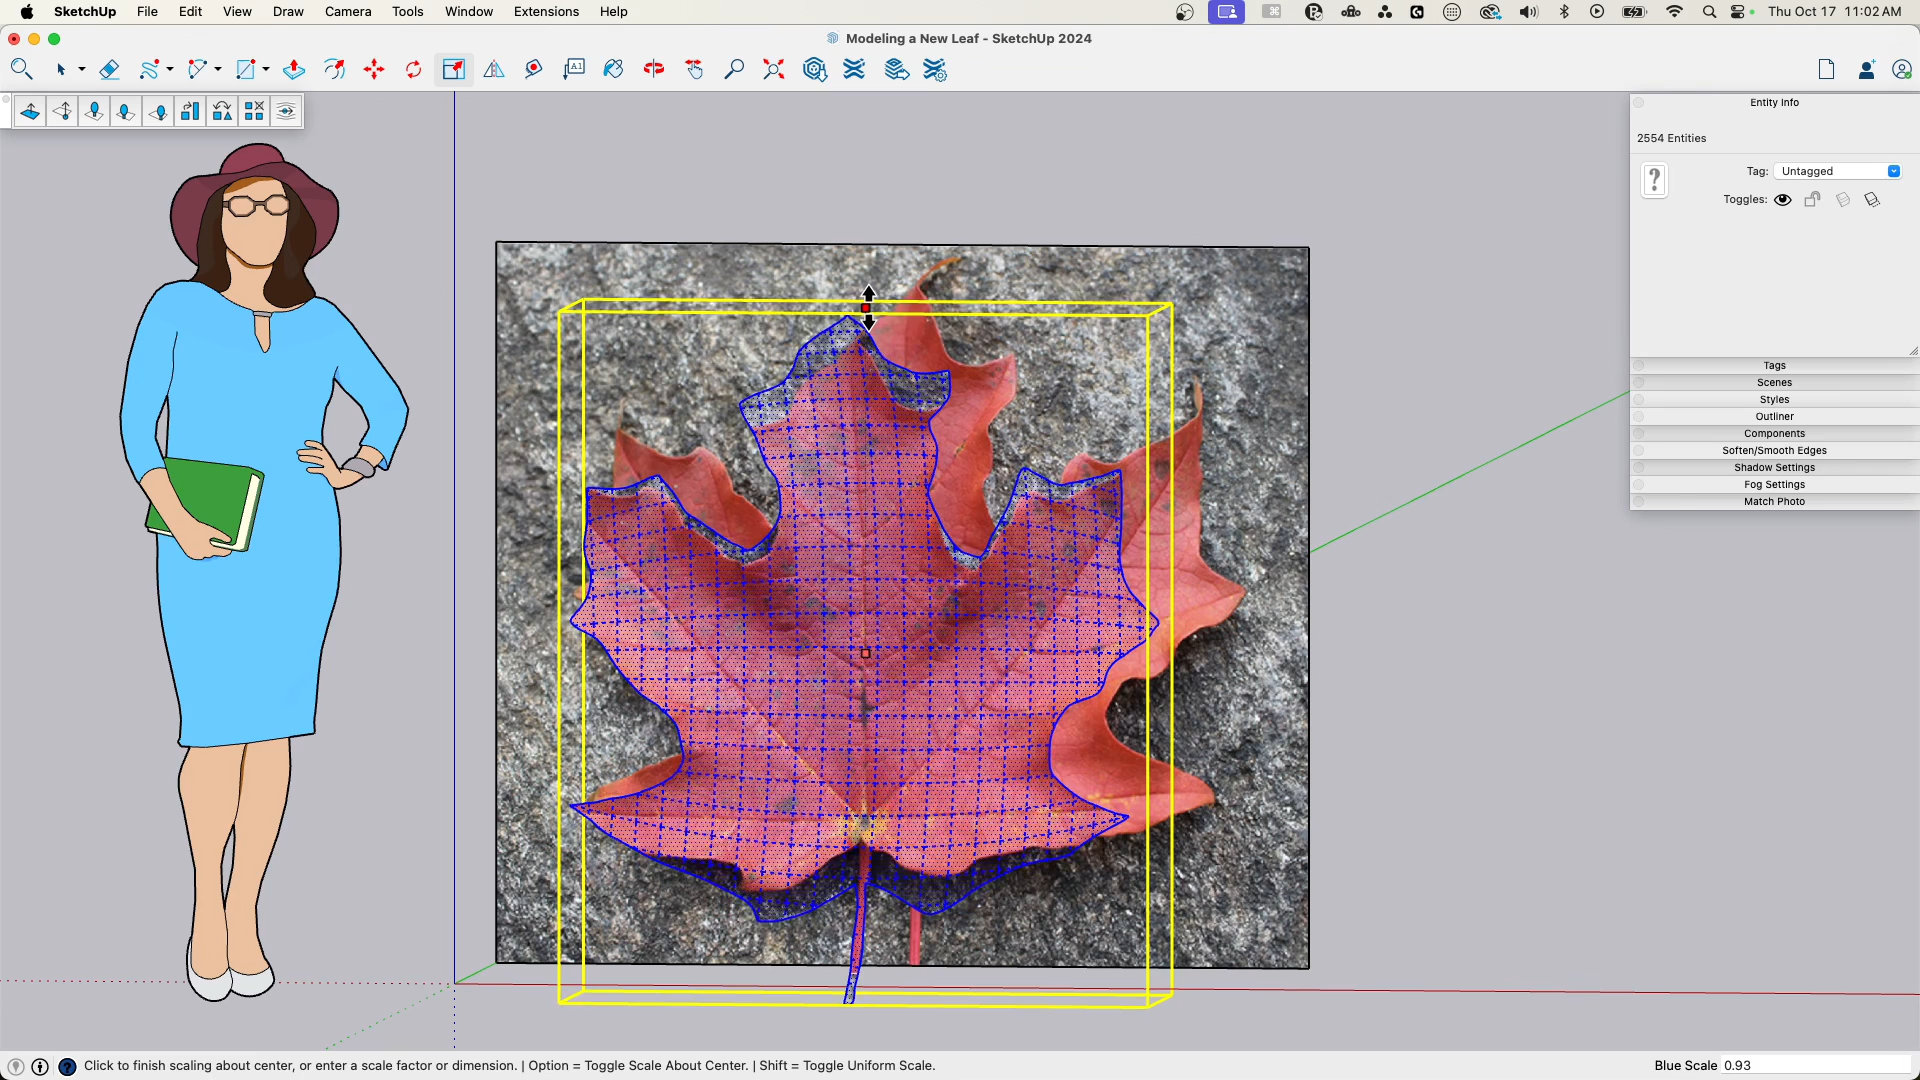 SketchUp File Edit View Draw Camera Tools Window Extensions Help Thu Oct 17 11:02 AM
Modeling a New Leaf - SketchUp 2024
A1
Entity Info
2554 Entities
Tag: Untagged
?
Toggles:
Tags
Scenes
Styles
Outliner
Components
Soften/Smooth Edges
Shadow Settings
Fog Settings
Match Photo
Click to finish scaling about center, or enter a scale factor or dimension. | Option = Toggle Scale About Center. | Shift = Toggle Uniform Scale. Blue Scale 0.93